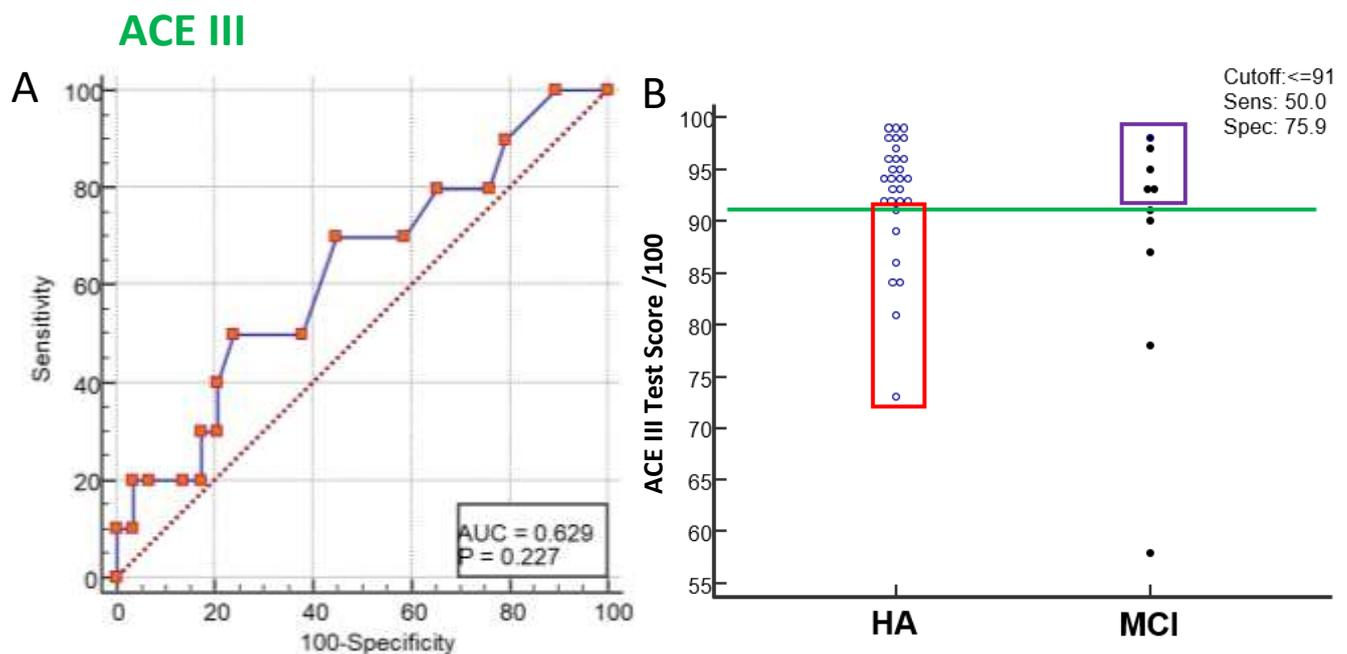 ACE III
A
Sensitivity
100
80
60
40
20
0
0 20 40 60 80 100
100-Specificity
AUC = 0.629
P = 0.227
B
Cutoff:<=91
Sens: 50.0
Spec: 75.9
ACE III Test Score /100
100
95
90
85
80
75
70
65
60
55
HA MCI